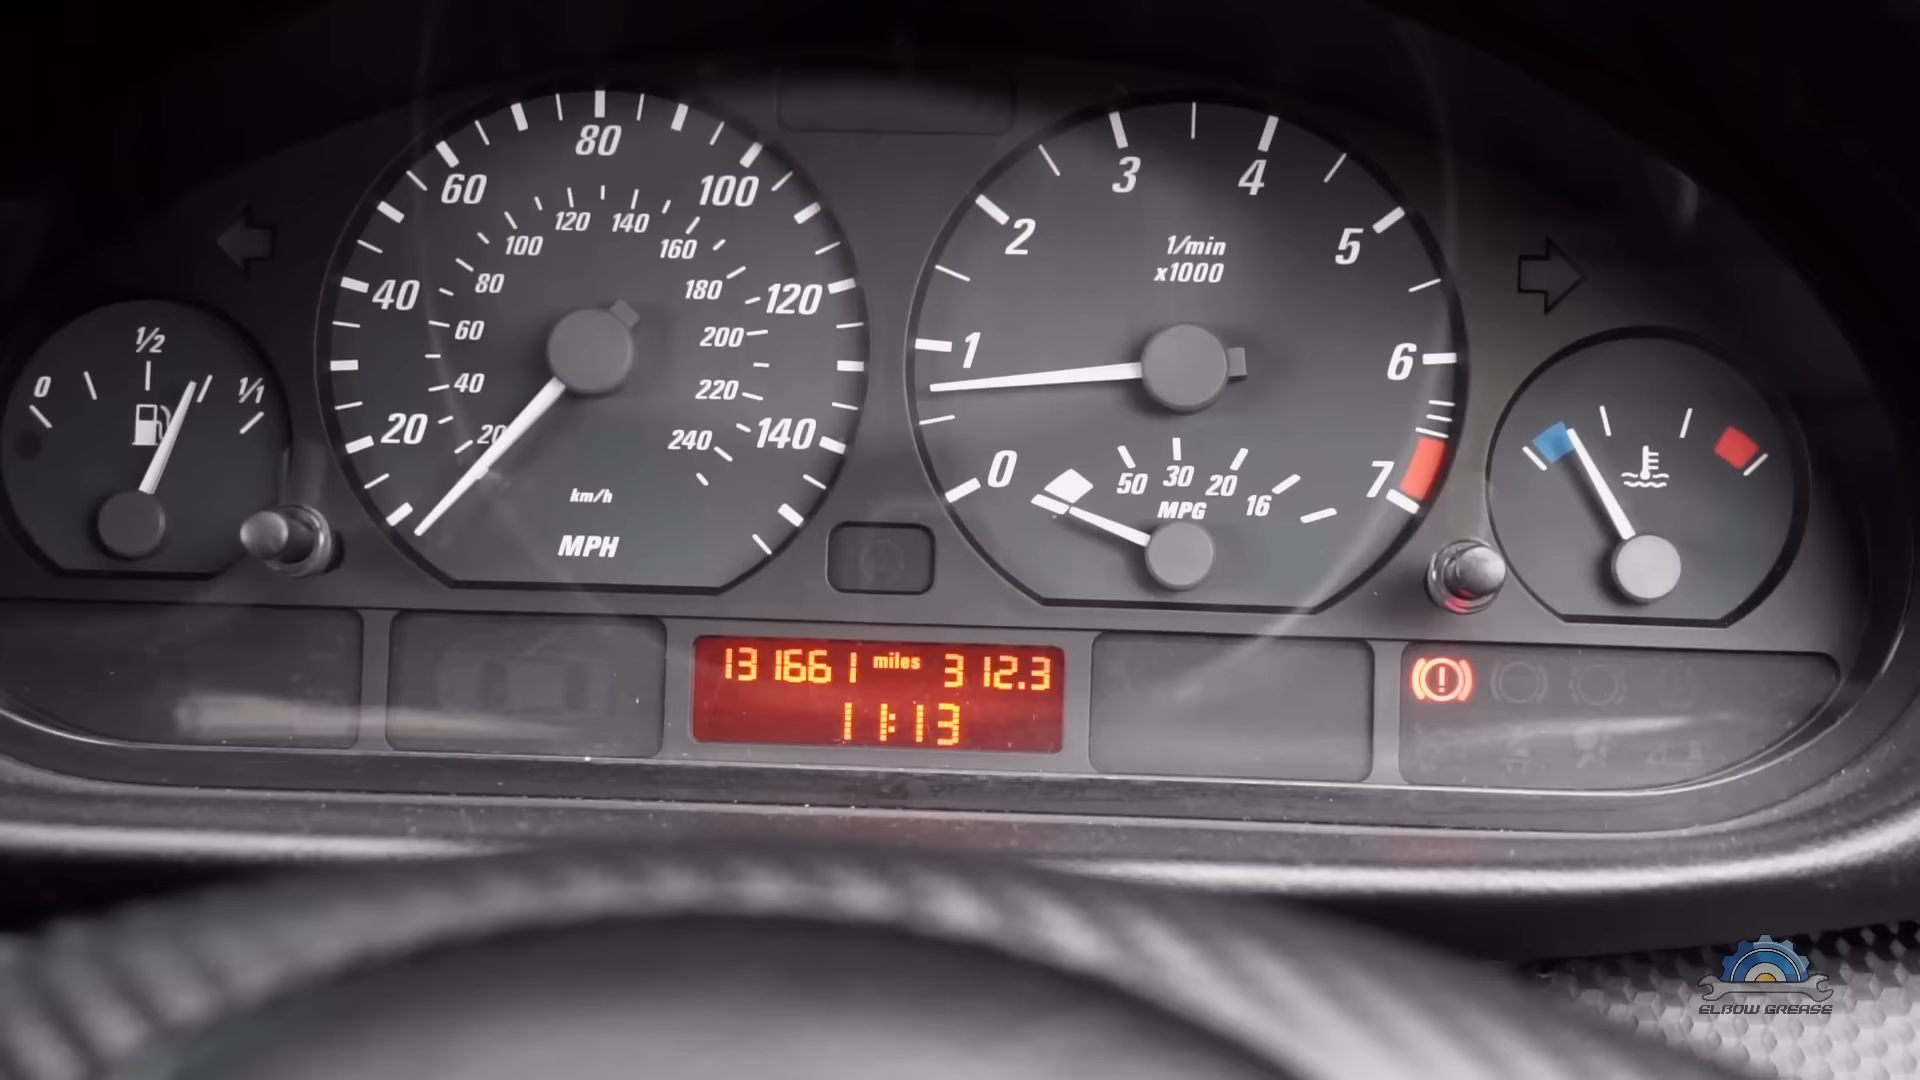 0 1/2 1/1
20 40 60 80 100 120 140
20 40 60 80 100 120 140 160 180 200 220 240
km/h
MPH
0 1 2 3 4 5 6 7
1/min
x1000
50 30 20 16
MPG
131661 miles 312.3
11:13
ELBOW GREASE